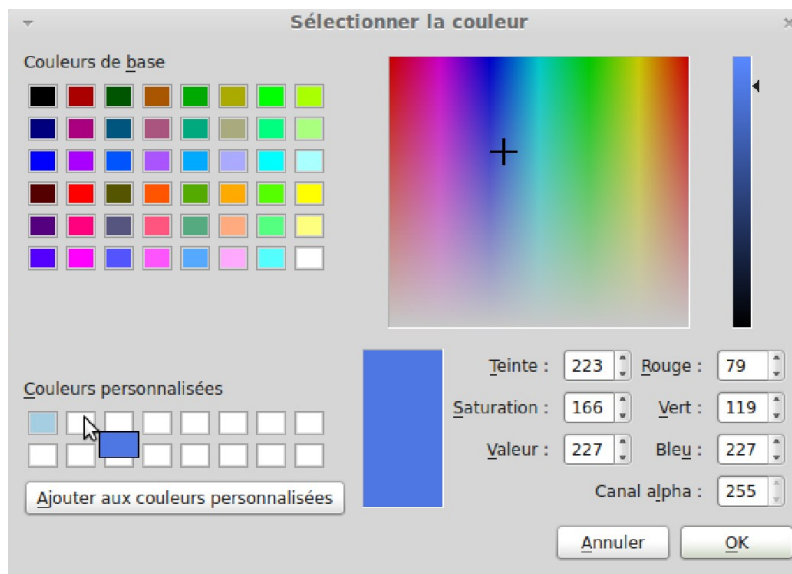 Sélectionner la couleur
Couleurs de base
Couleurs personnalisées
Ajouter aux couleurs personnalisées
Teinte : 223 Rouge : 79
Saturation : 166 Vert : 119
Valeur : 227 Bleu : 227
Canal alpha : 255
Annuler OK